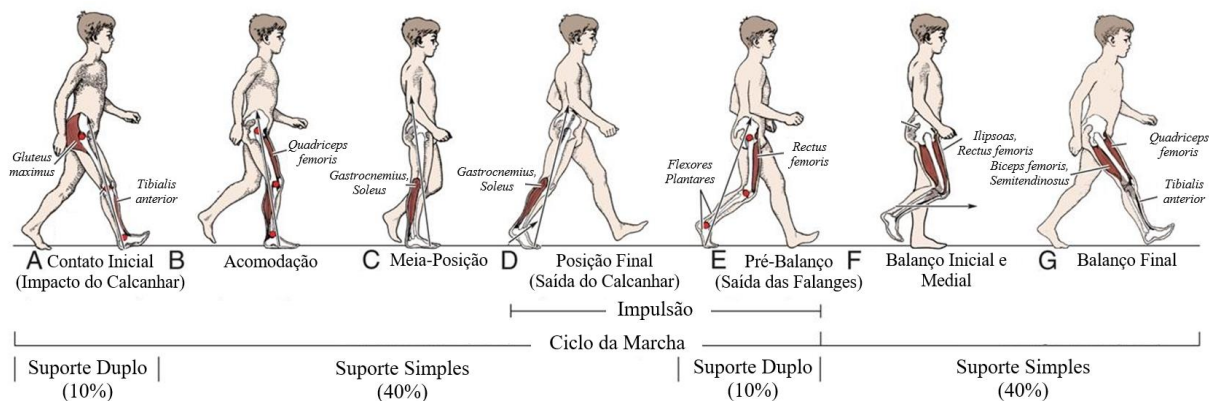 Gluteus
maximus
Tibialis
anterior
Quadriceps
femoris
Gastrocnemius,
Soleus
Gastrocnemius,
Soleus
Flexores
Plantares
Rectus
femoris
Ilipsoas,
Rectus femoris
Biceps femoris,
Semitendinosus
Quadriceps
femoris
Tibialis
anterior
A Contato Inicial
(Impacto do Calcanhar)
B Acomodação
C Meia-Posição
D Posição Final
(Saída do Calcanhar)
E Pré-Balanço
(Saída das Falanges)
F Balanço Inicial e
Medial
G Balanço Final
Impulsão
Ciclo da Marcha
Suporte Duplo
(10%)
Suporte Simples
(40%)
Suporte Duplo
(10%)
Suporte Simples
(40%)